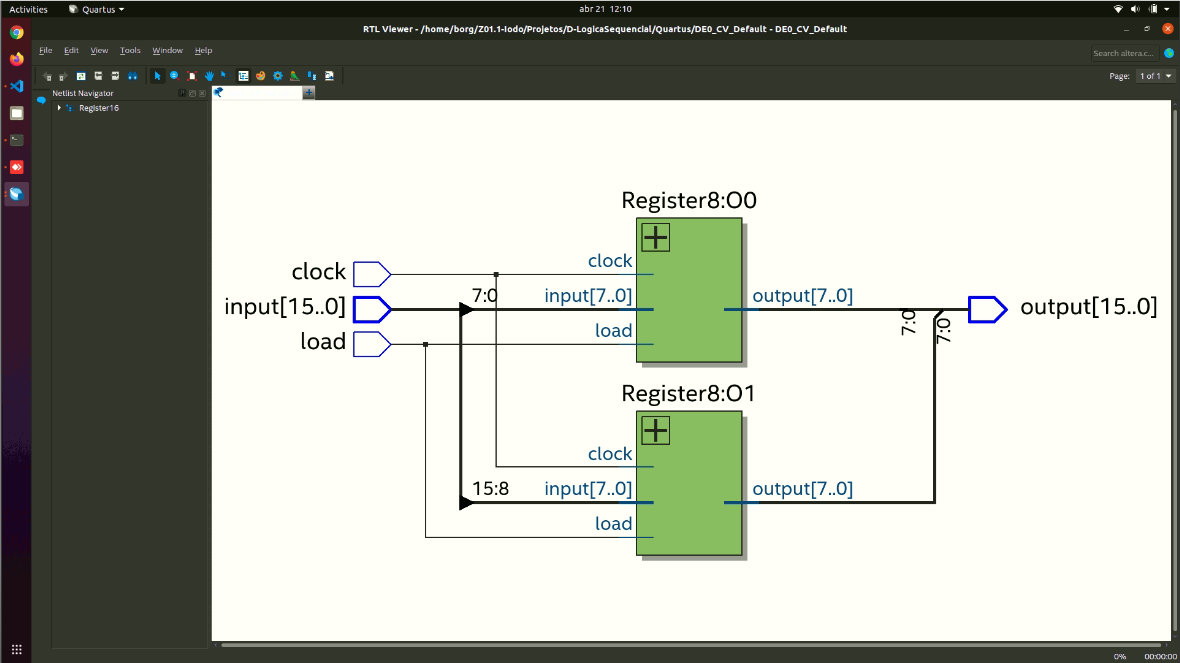 Activities Quartus abr 21 12:10
RTL Viewer - /home/borg/Z01.1-Iodo/Projetos/D-LogicaSequencial/Quartus/DE0_CV_Default - DE0_CV_Default
File Edit View Tools Window Help
Search altera.c...
Page: 1 of 1
Netlist Navigator
Register16
Register8:O0
clock
clock
7:0
input[7..0]
output[7..0]
input[15..0]
output[15..0]
load
load
7:0
7:0
Register8:O1
clock
15:8
input[7..0]
output[7..0]
load
0% 00:00:00